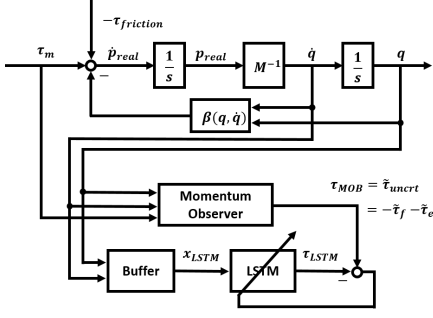 −τ_friction
τ_m
ṗ_real
1/s
p_real
M⁻¹
q̇
1/s
q
−
β(q, q̇)
Momentum
Observer
τ_MOB = τ̃_uncrt
= −τ̃_f − τ̃_e
Buffer
x_LSTM
LSTM
τ_LSTM
−